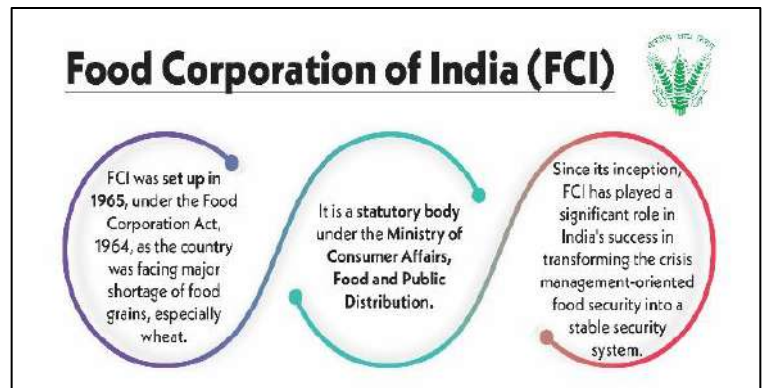 Food Corporation of India (FCI)
FCI was set up in
1965, under the Food
Corporation Act,
1964, as the country
was facing major
shortage of food
grains, especially
wheat.
It is a statutory body
under the Ministry of
Consumer Affairs,
Food and Public
Distribution.
Since its inception,
FCI has played a
significant role in
India's success in
transforming the crisis
management-oriented
food security into a
stable security
system.